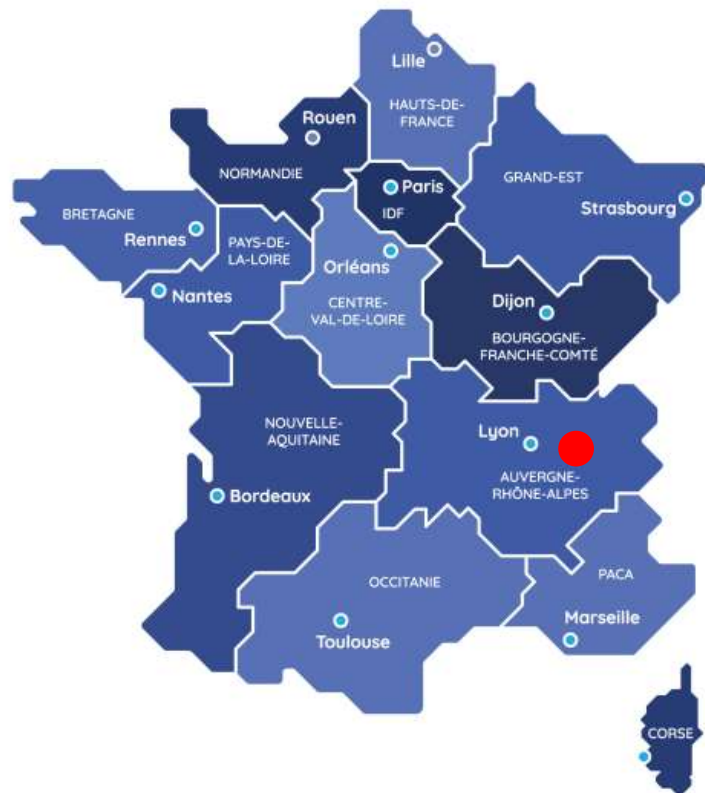 Lille
HAUTS-DE-
FRANCE
Rouen
NORMANDIE
GRAND-EST
Paris
IDF
Strasbourg
BRETAGNE
Rennes
PAYS-DE-
LA-LOIRE
Orléans
Nantes
CENTRE-
VAL-DE-LOIRE
Dijon
BOURGOGNE-
FRANCHE-COMTÉ
NOUVELLE-
AQUITAINE
Lyon
AUVERGNE-
RHÔNE-ALPES
Bordeaux
OCCITANIE
PACA
Marseille
Toulouse
CORSE